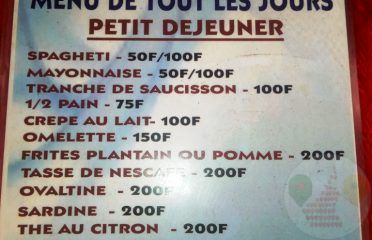 MENU DE TOUT LES JOURS
PETIT DEJEUNER
SPAGHETI - 50F/100F
MAYONNAISE - 50F/100F
TRANCHE DE SAUCISSON - 100F
1/2 PAIN - 75F
CREPE AU LAIT- 100F
OMELETTE - 150F
FRITES PLANTAIN OU POMME - 200F
TASSE DE NESCAFE - 200F
OVALTINE - 200F
SARDINE - 200F
THE AU CITRON - 200F